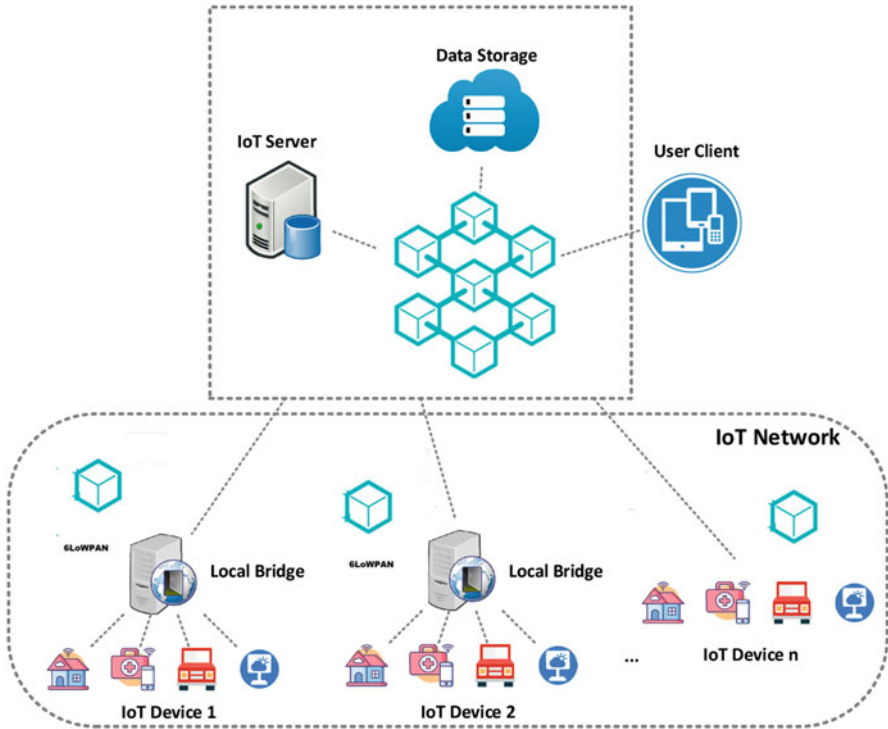 Data Storage
IoT Server
User Client
IoT Network
6LoWPAN
Local Bridge
6LoWPAN
Local Bridge
IoT Device 1
IoT Device 2
...
IoT Device n